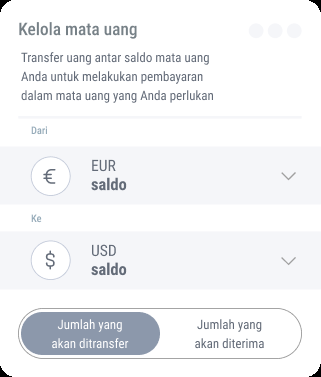 Kelola mata uang
Transfer uang antar saldo mata uang
Anda untuk melakukan pembayaran
dalam mata uang yang Anda perlukan
Dari
€ EUR
saldo
Ke
$ USD
saldo
Jumlah yang
akan ditransfer
Jumlah yang
akan diterima